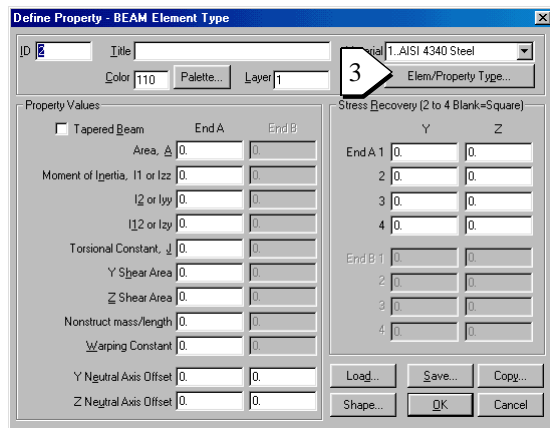 Define Property - BEAM Element Type
ID 2 Title Material 1..AISI 4340 Steel
3
Color 110 Palette... Layer 1 Elem/Property Type...
Property Values
Tapered Beam End A End B
Area, A 0. 0.
Moment of Inertia, I1 or Izz 0. 0.
I2 or Iyy 0. 0.
I12 or Izy 0. 0.
Torsional Constant, J 0. 0.
Y Shear Area 0. 0.
Z Shear Area 0. 0.
Nonstruct mass/length 0. 0.
Warping Constant 0. 0.
Y Neutral Axis Offset 0. 0.
Z Neutral Axis Offset 0. 0.
Stress Recovery (2 to 4 Blank=Square)
Y Z
End A 1 0. 0.
2 0. 0.
3 0. 0.
4 0. 0.
End B 1 0. 0.
2 0. 0.
3 0. 0.
4 0. 0.
Load... Save... Copy...
Shape... OK Cancel